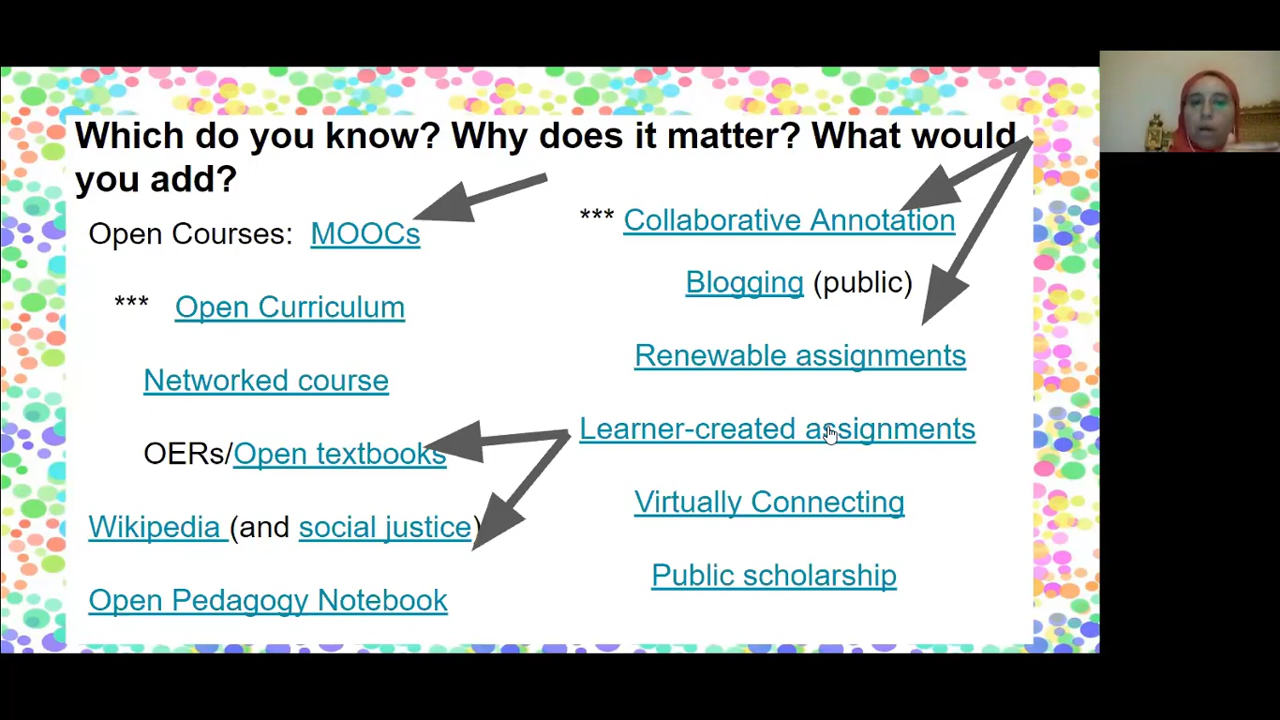 Which do you know? Why does it matter? What would
you add?
Open Courses: MOOCs
*** Open Curriculum
Networked course
OERs/Open textbooks
Wikipedia (and social justice)
Open Pedagogy Notebook
*** Collaborative Annotation
Blogging (public)
Renewable assignments
Learner-created assignments
Virtually Connecting
Public scholarship